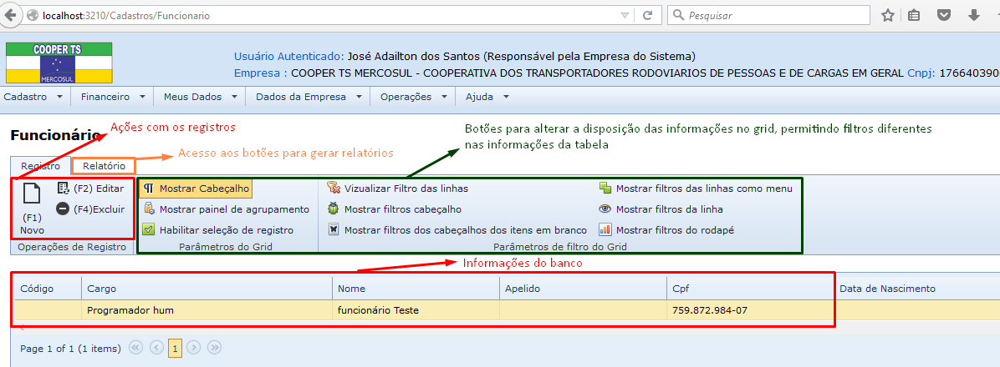 localhost:3210/Cadastros/Funcionario
Pesquisar
COOPER TS
MERCOSUL
Usuário Autenticado: José Adailton dos Santos (Responsável pela Empresa do Sistema)
Empresa : COOPER TS MERCOSUL - COOPERATIVA DOS TRANSPORTADORES RODOVIARIOS DE PESSOAS E DE CARGAS EM GERAL Cnpj: 1766403900
Cadastro Financeiro Meus Dados Dados da Empresa Operações Ajuda
Funcionário
Ações com os registros
Botões para alterar a disposição das informações no grid, permitindo filtros diferentes
nas informações da tabela
Acesso aos botões para gerar relatórios
Registro Relatório
(F1)
Novo
(F2) Editar
(F4)Excluir
Operações de Registro
Mostrar Cabeçalho
Mostrar painel de agrupamento
Habilitar seleção de registro
Parâmetros do Grid
Vizualizar Filtro das linhas
Mostrar filtros cabeçalho
Mostrar filtros dos cabeçalhos dos itens em branco
Mostrar filtros das linhas como menu
Mostrar filtros da linha
Mostrar filtros do rodapé
Parâmetros de filtro do Grid
Informações do banco
Código Cargo Nome Apelido Cpf Data de Nascimento
Programador hum funcionário Teste 759.872.984-07
Page 1 of 1 (1 items) 1